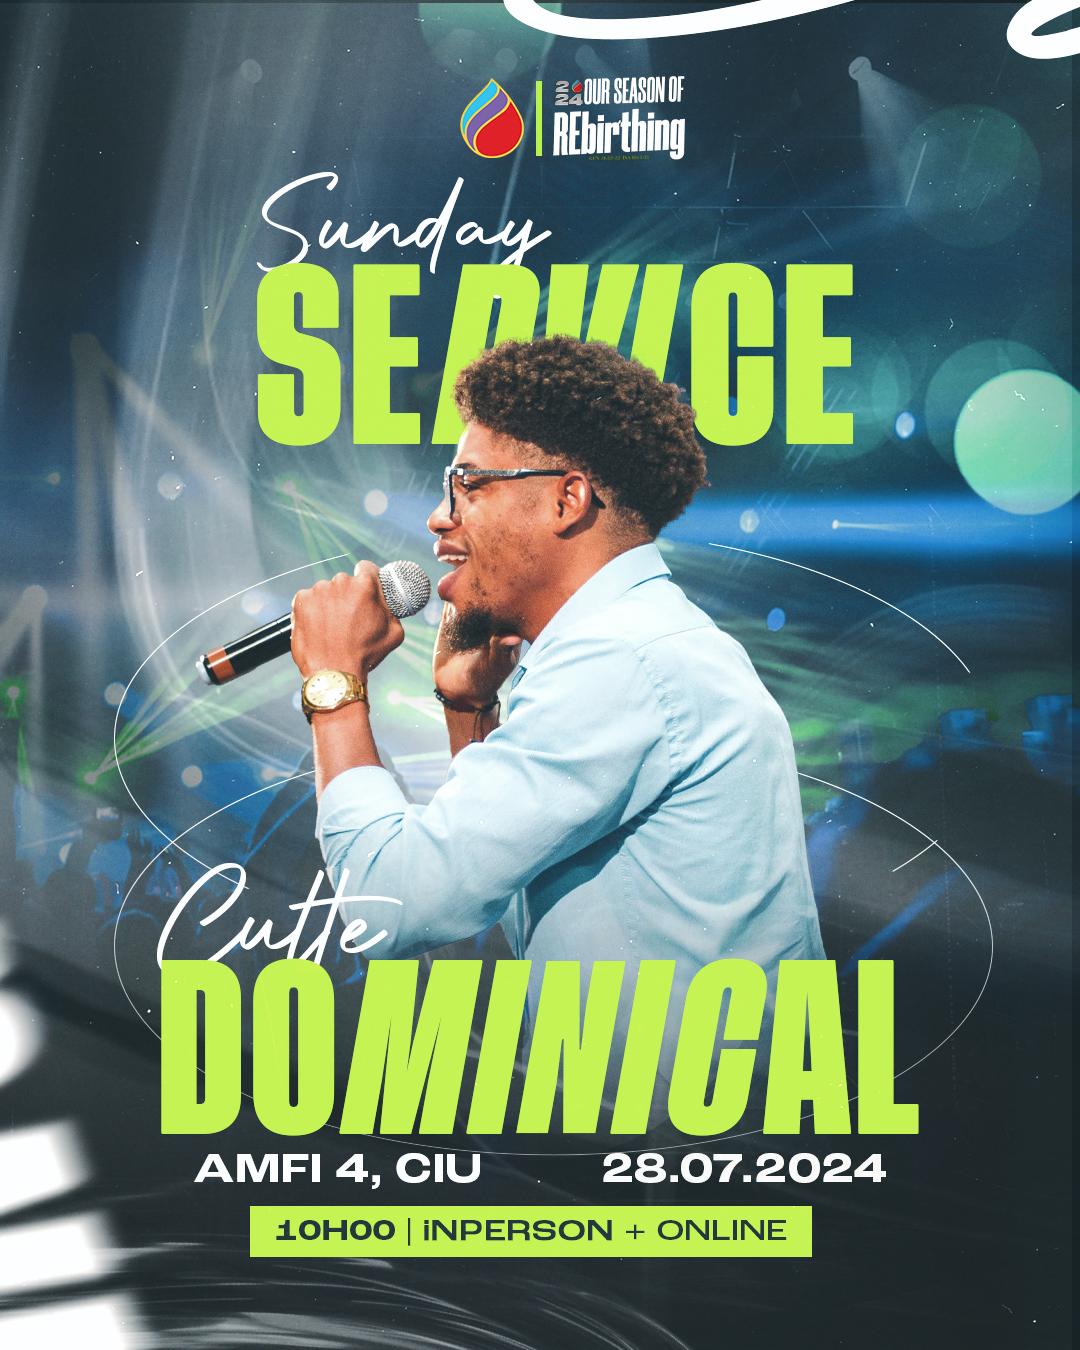 2024 OUR SEASON OF
REbirthing
Sunday
SERVICE
Culte
DOMINICAL
AMFI 4, CIU
28.07.2024
10H00 | iNPERSON + ONLINE